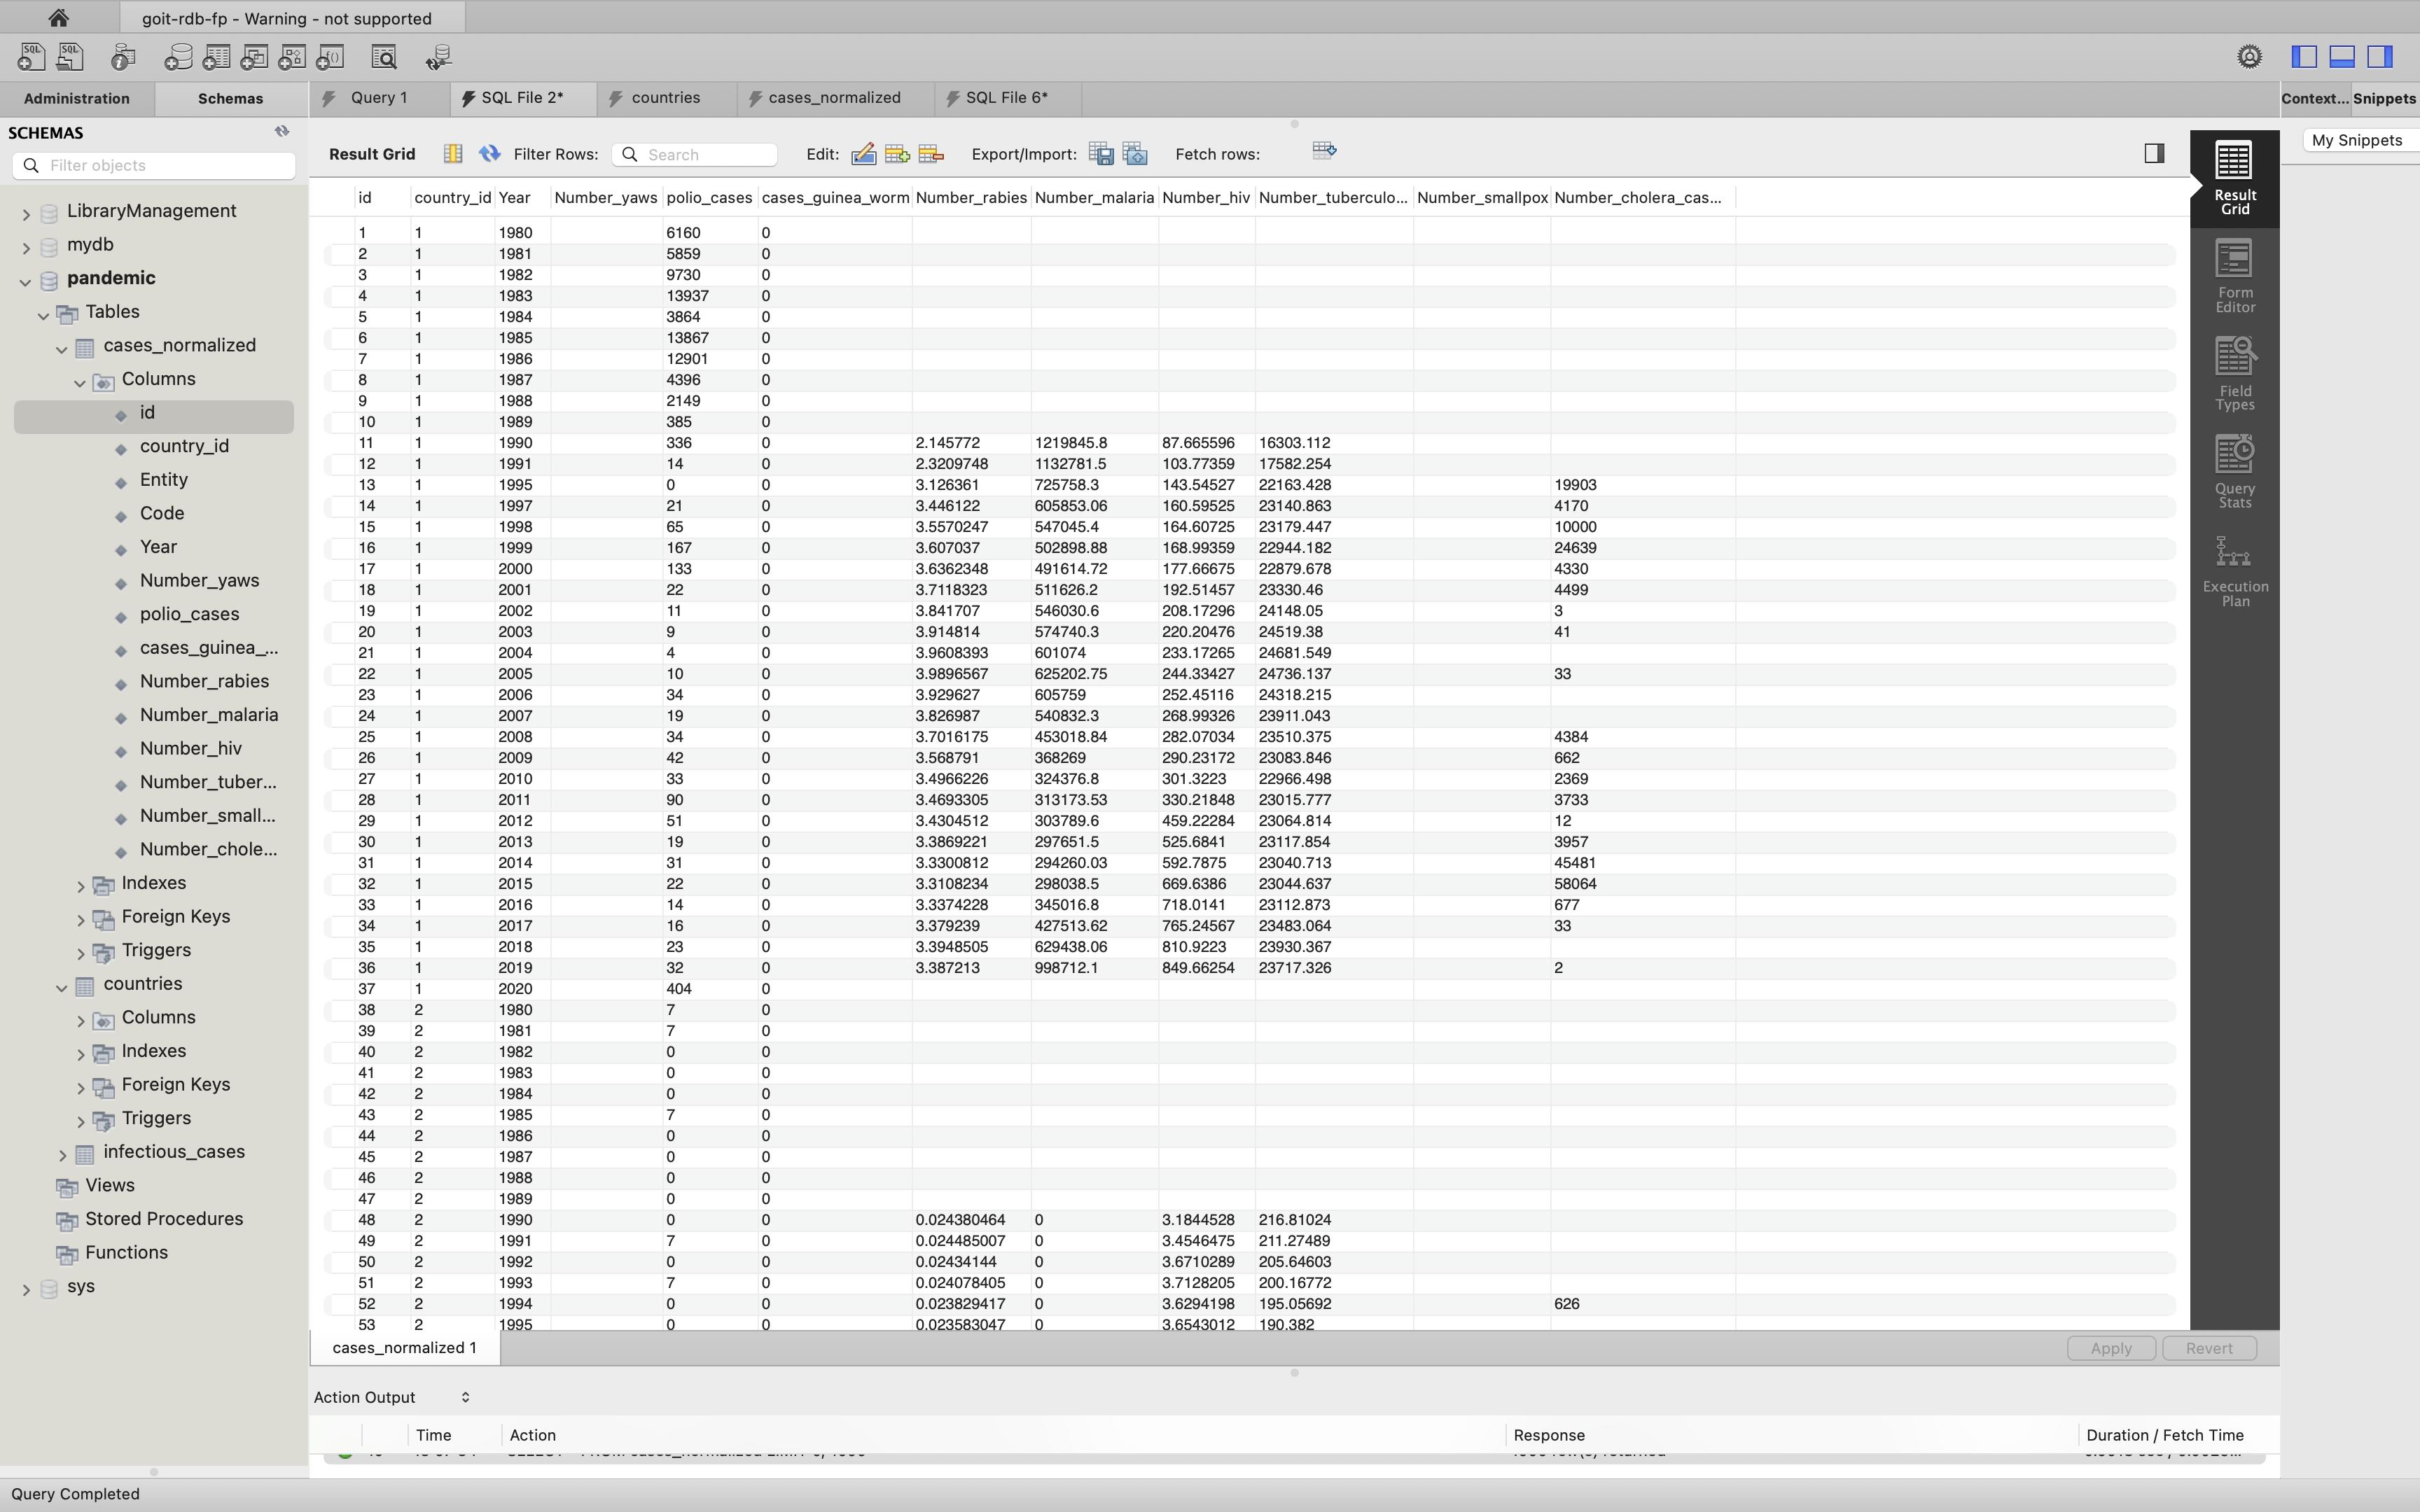 goit-rdb-fp - Warning - not supported
SQL SQL
Administration Schemas Query 1 SQL File 2* countries cases_normalized SQL File 6* Context... Snippets
SCHEMAS
Filter objects
LibraryManagement
mydb
pandemic
Tables
cases_normalized
Columns
id
country_id
Entity
Code
Year
Number_yaws
polio_cases
cases_guinea_...
Number_rabies
Number_malaria
Number_hiv
Number_tuber...
Number_small...
Number_chole...
Indexes
Foreign Keys
Triggers
countries
Columns
Indexes
Foreign Keys
Triggers
infectious_cases
Views
Stored Procedures
Functions
sys
Result Grid Filter Rows: Search Edit: Export/Import: Fetch rows:
id country_id Year Number_yaws polio_cases cases_guinea_worm Number_rabies Number_malaria Number_hiv Number_tuberculo... Number_smallpox Number_cholera_cas...
1 1 1980 6160 0
2 1 1981 5859 0
3 1 1982 9730 0
4 1 1983 13937 0
5 1 1984 3864 0
6 1 1985 13867 0
7 1 1986 12901 0
8 1 1987 4396 0
9 1 1988 2149 0
10 1 1989 385 0
11 1 1990 336 0 2.145772 1219845.8 87.665596 16303.112
12 1 1991 14 0 2.3209748 1132781.5 103.77359 17582.254
13 1 1995 0 0 3.126361 725758.3 143.54527 22163.428 19903
14 1 1997 21 0 3.446122 605853.06 160.59525 23140.863 4170
15 1 1998 65 0 3.5570247 547045.4 164.60725 23179.447 10000
16 1 1999 167 0 3.607037 502898.88 168.99359 22944.182 24639
17 1 2000 133 0 3.6362348 491614.72 177.66675 22879.678 4330
18 1 2001 22 0 3.7118323 511626.2 192.51457 23330.46 4499
19 1 2002 11 0 3.841707 546030.6 208.17296 24148.05 3
20 1 2003 9 0 3.914814 574740.3 220.20476 24519.38 41
21 1 2004 4 0 3.9608393 601074 233.17265 24681.549
22 1 2005 10 0 3.9896567 625202.75 244.33427 24736.137 33
23 1 2006 34 0 3.929627 605759 252.45116 24318.215
24 1 2007 19 0 3.826987 540832.3 268.99326 23911.043
25 1 2008 34 0 3.7016175 453018.84 282.07034 23510.375 4384
26 1 2009 42 0 3.568791 368269 290.23172 23083.846 662
27 1 2010 33 0 3.4966226 324376.8 301.3223 22966.498 2369
28 1 2011 90 0 3.4693305 313173.53 330.21848 23015.777 3733
29 1 2012 51 0 3.4304512 303789.6 459.22284 23064.814 12
30 1 2013 19 0 3.3869221 297651.5 525.6841 23117.854 3957
31 1 2014 31 0 3.3300812 294260.03 592.7875 23040.713 45481
32 1 2015 22 0 3.3108234 298038.5 669.6386 23044.637 58064
33 1 2016 14 0 3.3374228 345016.8 718.0141 23112.873 677
34 1 2017 16 0 3.379239 427513.62 765.24567 23483.064 33
35 1 2018 23 0 3.3948505 629438.06 810.9223 23930.367
36 1 2019 32 0 3.387213 998712.1 849.66254 23717.326 2
37 1 2020 404 0
38 2 1980 7 0
39 2 1981 7 0
40 2 1982 0 0
41 2 1983 0 0
42 2 1984 0 0
43 2 1985 7 0
44 2 1986 0 0
45 2 1987 0 0
46 2 1988 0 0
47 2 1989 0 0
48 2 1990 0 0 0.024380464 0 3.1844528 216.81024
49 2 1991 7 0 0.024485007 0 3.4546475 211.27489
50 2 1992 0 0 0.02434144 0 3.6710289 205.64603
51 2 1993 7 0 0.024078405 0 3.7128205 200.16772
52 2 1994 0 0 0.023829417 0 3.6294198 195.05692 626
53 2 1995 0 0 0.023583047 0 3.6543012 190.382
My Snippets
Result Grid
Form Editor
Field Types
Query Stats
Execution Plan
cases_normalized 1 Apply Revert
Action Output
Time Action Response Duration / Fetch Time
Query Completed